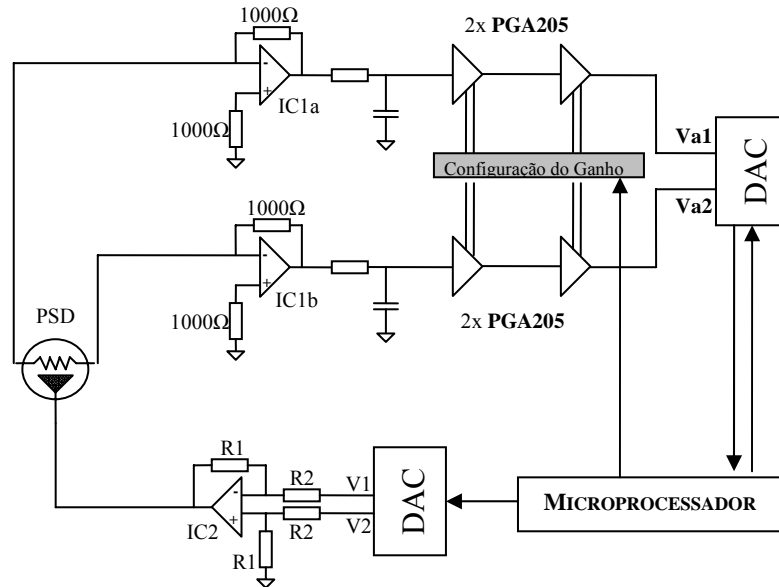 1000Ω
2x PGA205
-
+
IC1a
1000Ω
Va1
DAC
Configuração do Ganho
Va2
1000Ω
-
+
IC1b
1000Ω
2x PGA205
PSD
R1
R2
V1
DAC
MICROPROCESSADOR
-
+
IC2
R2
V2
R1